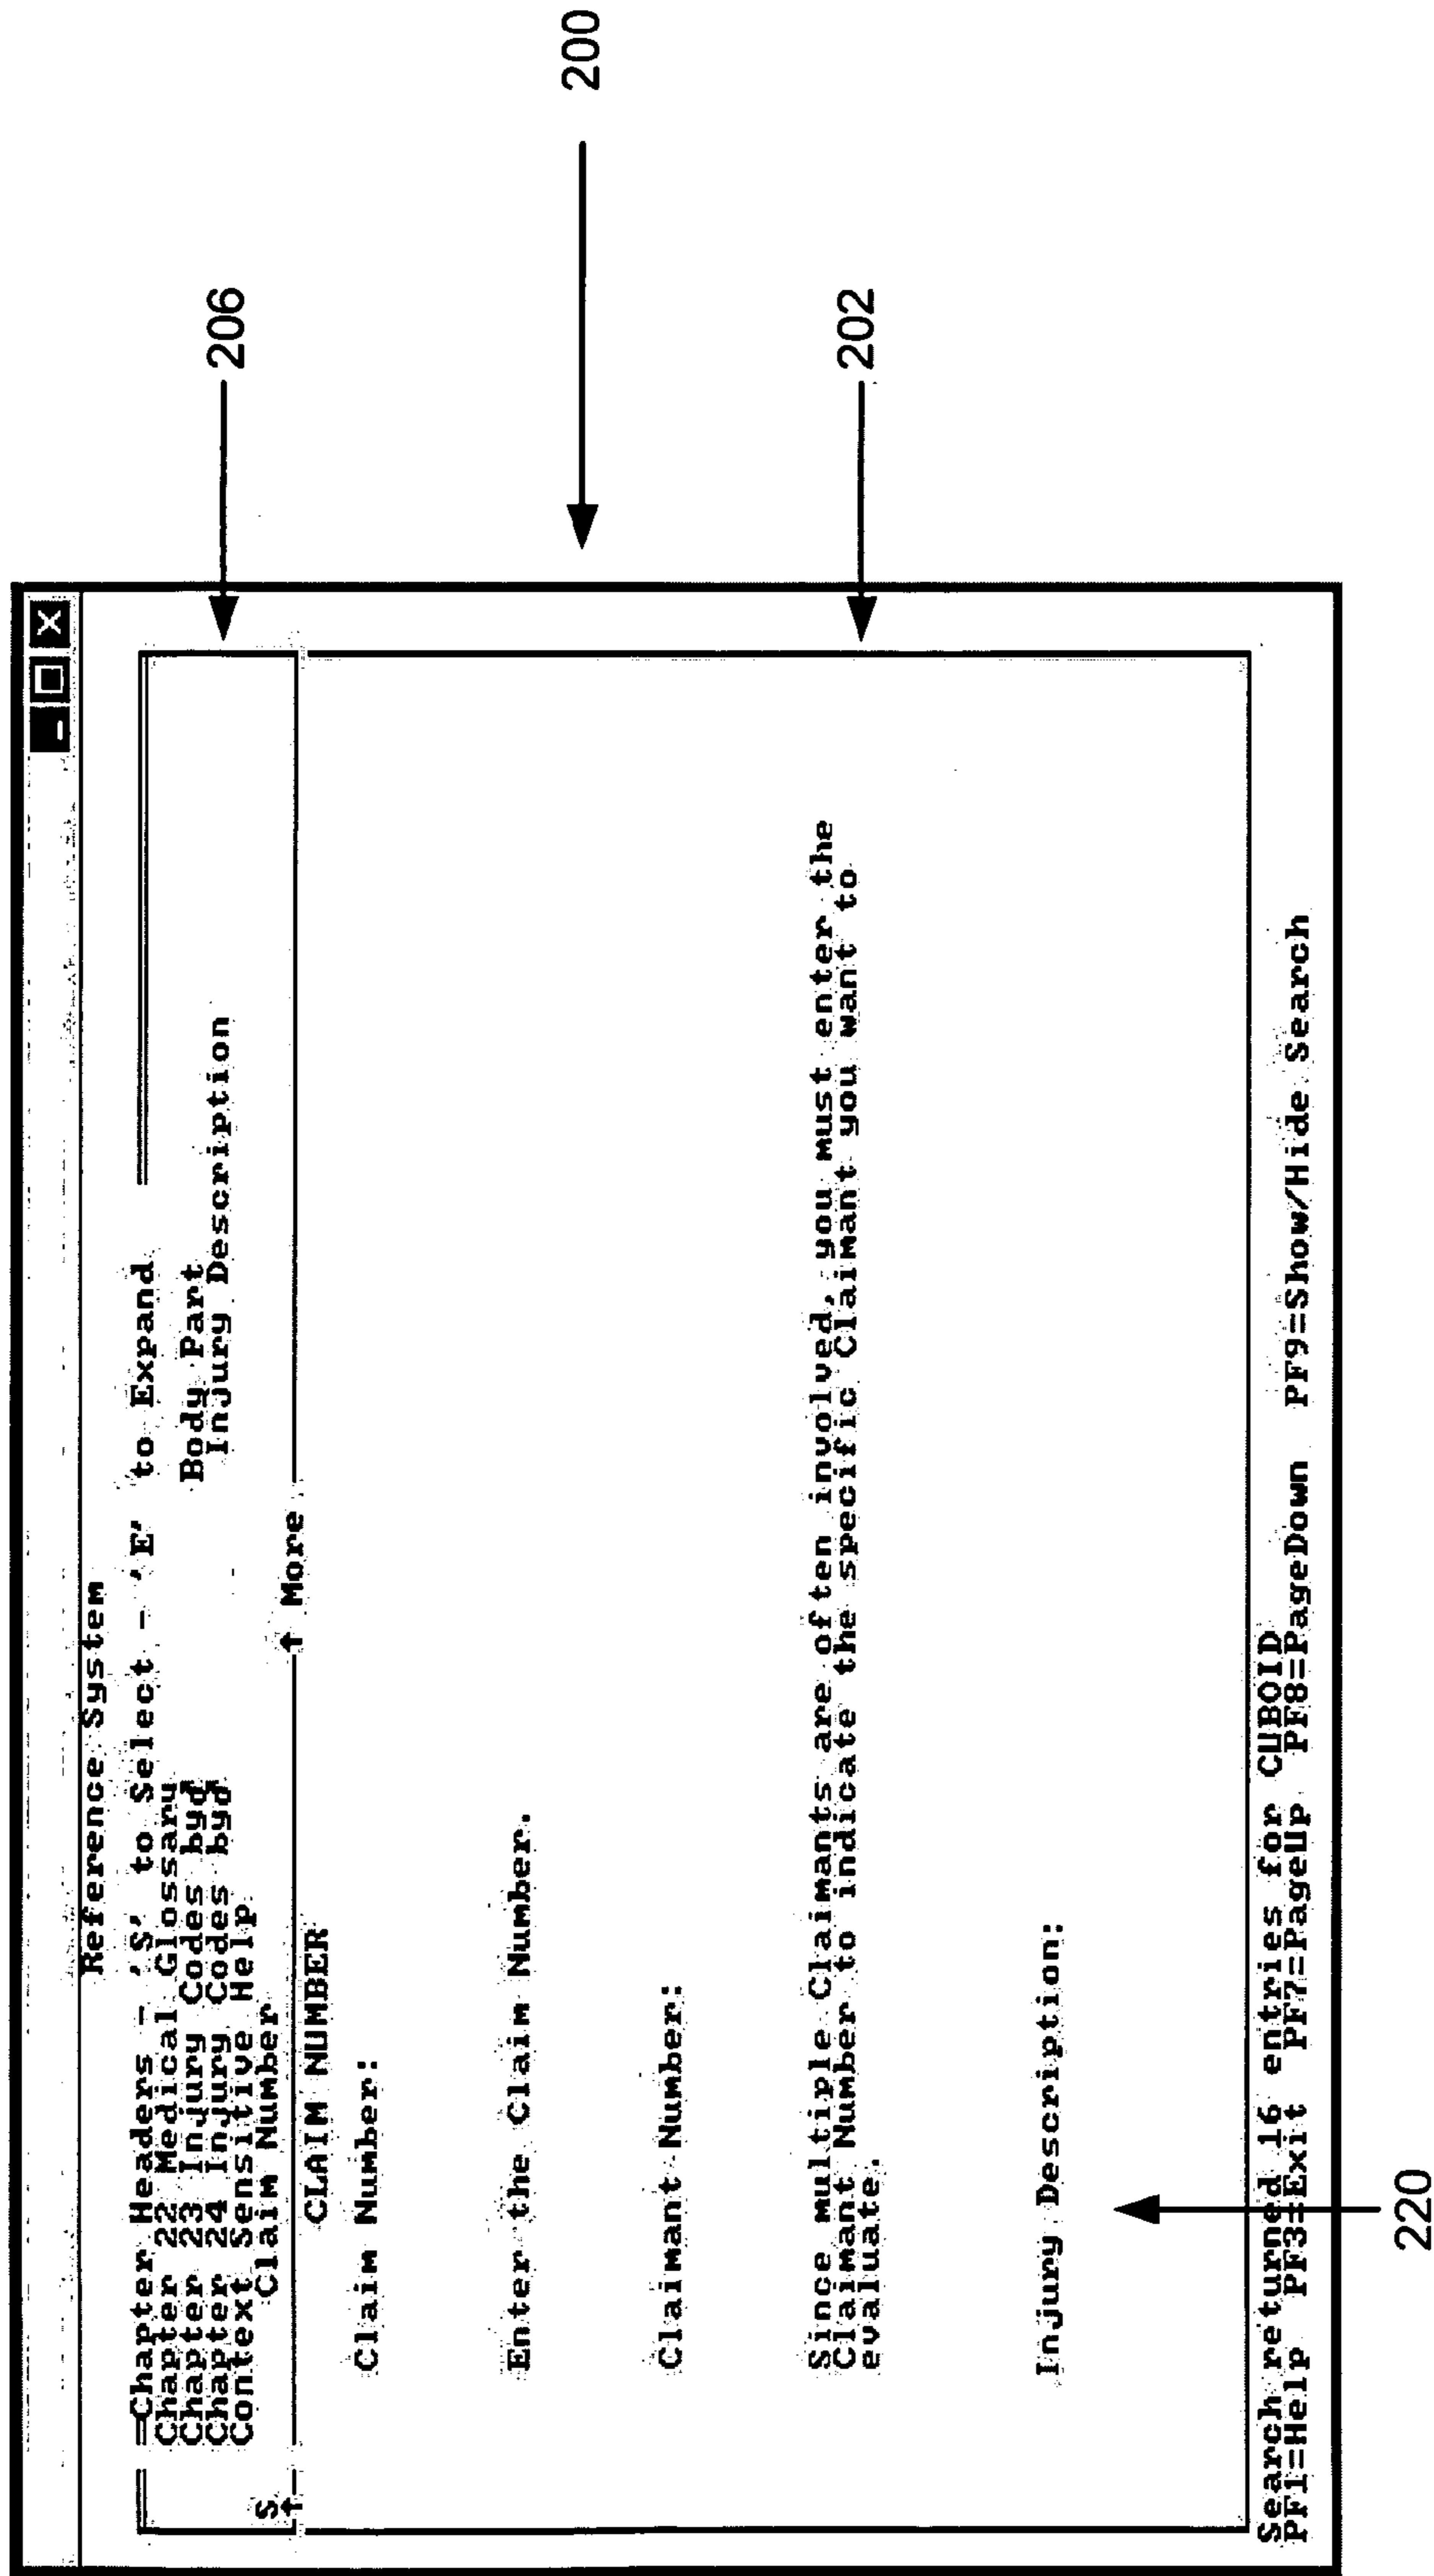 Reference System
Chapter Headers - 'S' to Select - 'E' to Expand
Chapter 22 Medical Glossary
Chapter 23 Injury Codes by Body Part
Chapter 24 Injury Codes by Injury Description
Context Sensitive Help
S Claim Number
↑ More
CLAIM NUMBER
Claim Number:
Enter the Claim Number.
Claimant Number:
Since multiple Claimants are often involved, you must enter the
Claimant Number to indicate the specific Claimant you want to
evaluate.
Injury Description:
Search returned 16 entries for CUBOID
PF1=Help PF3=Exit PF7=PageUp PF8=PageDown PF9=Show/Hide Search
206
200
202
220